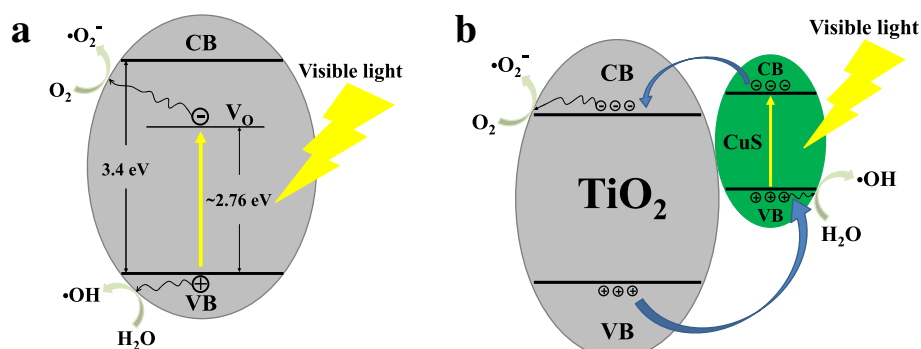 a
CB
Visible light
·O₂⁻
O₂
⊖
V_O
3.4 eV
~2.76 eV
⊕
VB
·OH
H₂O
b
CB
Visible light
·O₂⁻
CB
⊖⊖⊖
⊖⊖⊖
O₂
CuS
TiO₂
·OH
⊕⊕⊕
VB
H₂O
⊕⊕⊕
VB